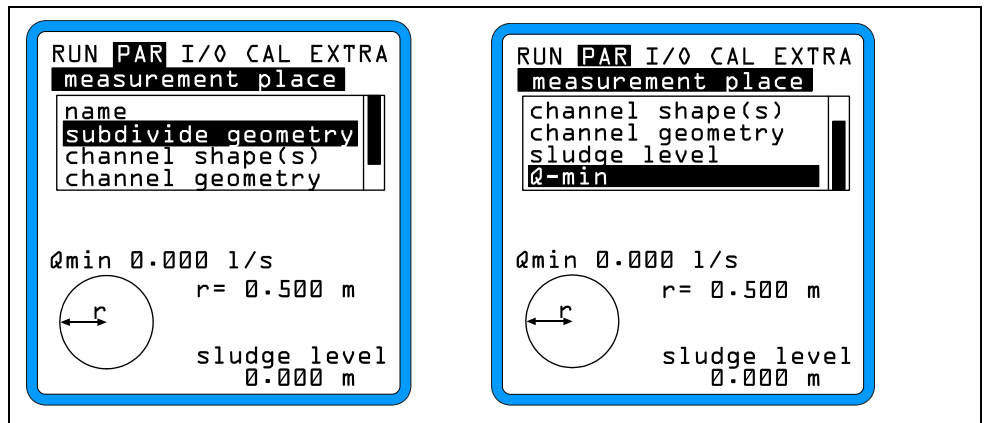 RUN PAR I/O CAL EXTRA
measurement place
name
subdivide geometry
channel shape(s)
channel geometry
Qmin 0.000 l/s
r= 0.500 m
r
sludge level
0.000 m
RUN PAR I/O CAL EXTRA
measurement place
channel shape(s)
channel geometry
sludge level
Q-min
Qmin 0.000 l/s
r= 0.500 m
r
sludge level
0.000 m